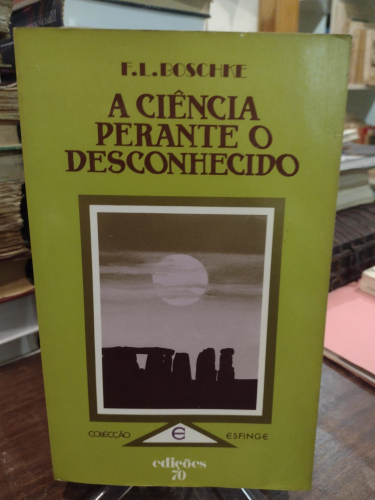 F. L. BOSCHKE
A CIÊNCIA
PERANTE O
DESCONHECIDO
COLECÇÃO e ESFINGE
edições
70